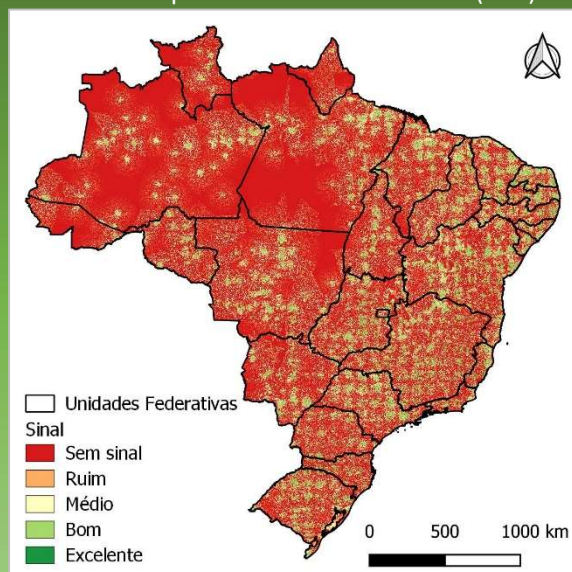 Unidades Federativas
Sinal
Sem sinal
Ruim
Médio
Bom
Excelente
0 500 1000 km